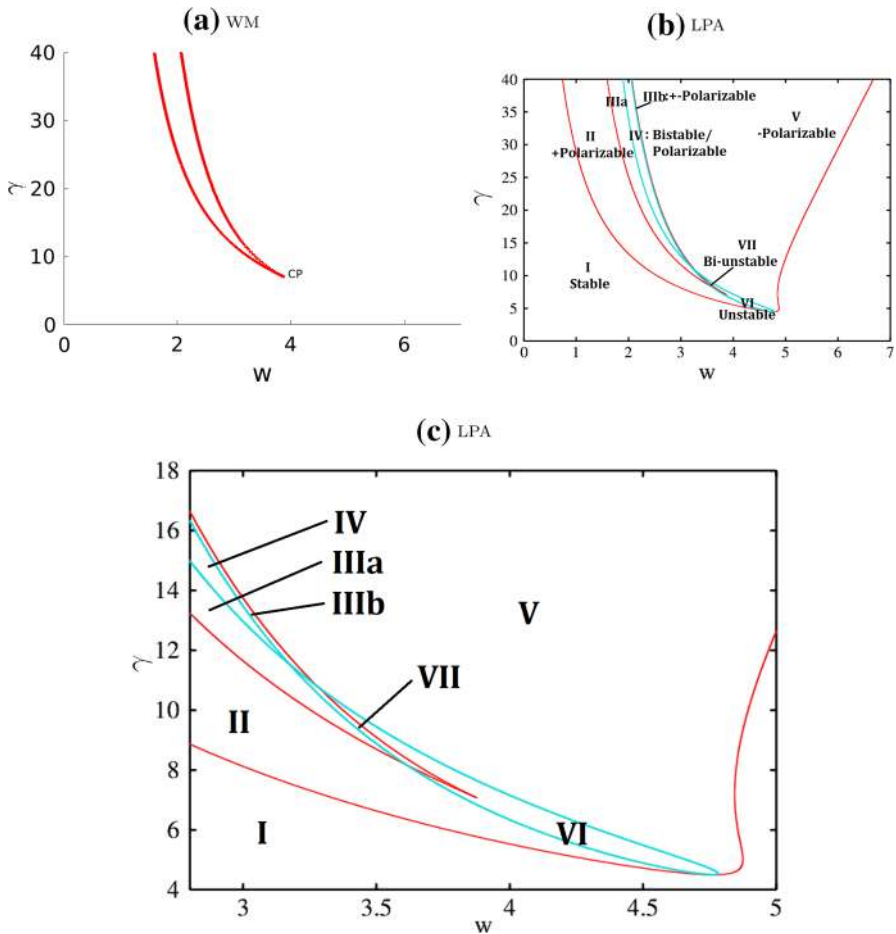 (a) WM
40
30
20
10
0
γ
CP
0 2 4 6
w
(b) LPA
40
35
30
25
20
15
10
5
0
γ
IIIa
IIIb:+-Polarizable
II
+Polarizable
IV: Bistable/
Polarizable
V
-Polarizable
VII
Bi-unstable
I
Stable
VI
Unstable
0 1 2 3 4 5 6 7
w
(c) LPA
18
16
14
12
10
8
6
4
γ
IV
IIIa
IIIb
V
VII
II
I
VI
3 3.5 4 4.5 5
w